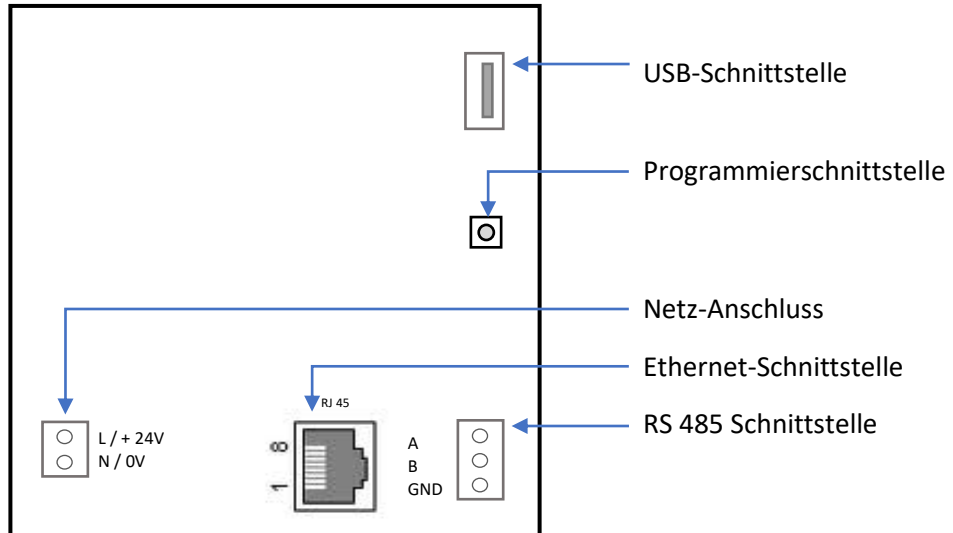 USB-Schnittstelle
Programmierschnittstelle
Netz-Anschluss
Ethernet-Schnittstelle
RS 485 Schnittstelle
RJ 45
L / + 24V
N / 0V
8
1
A
B
GND